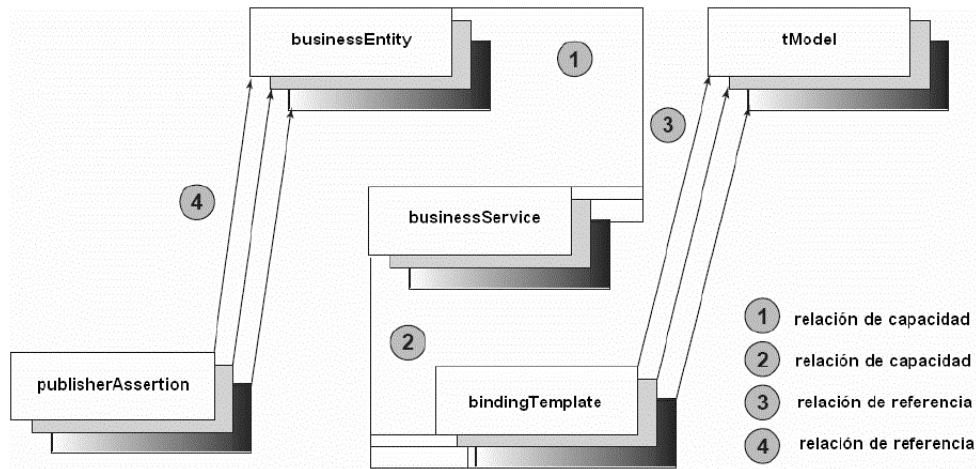 businessEntity
tModel
1
3
4
businessService
2
publisherAssertion
bindingTemplate
1 relación de capacidad
2 relación de capacidad
3 relación de referencia
4 relación de referencia